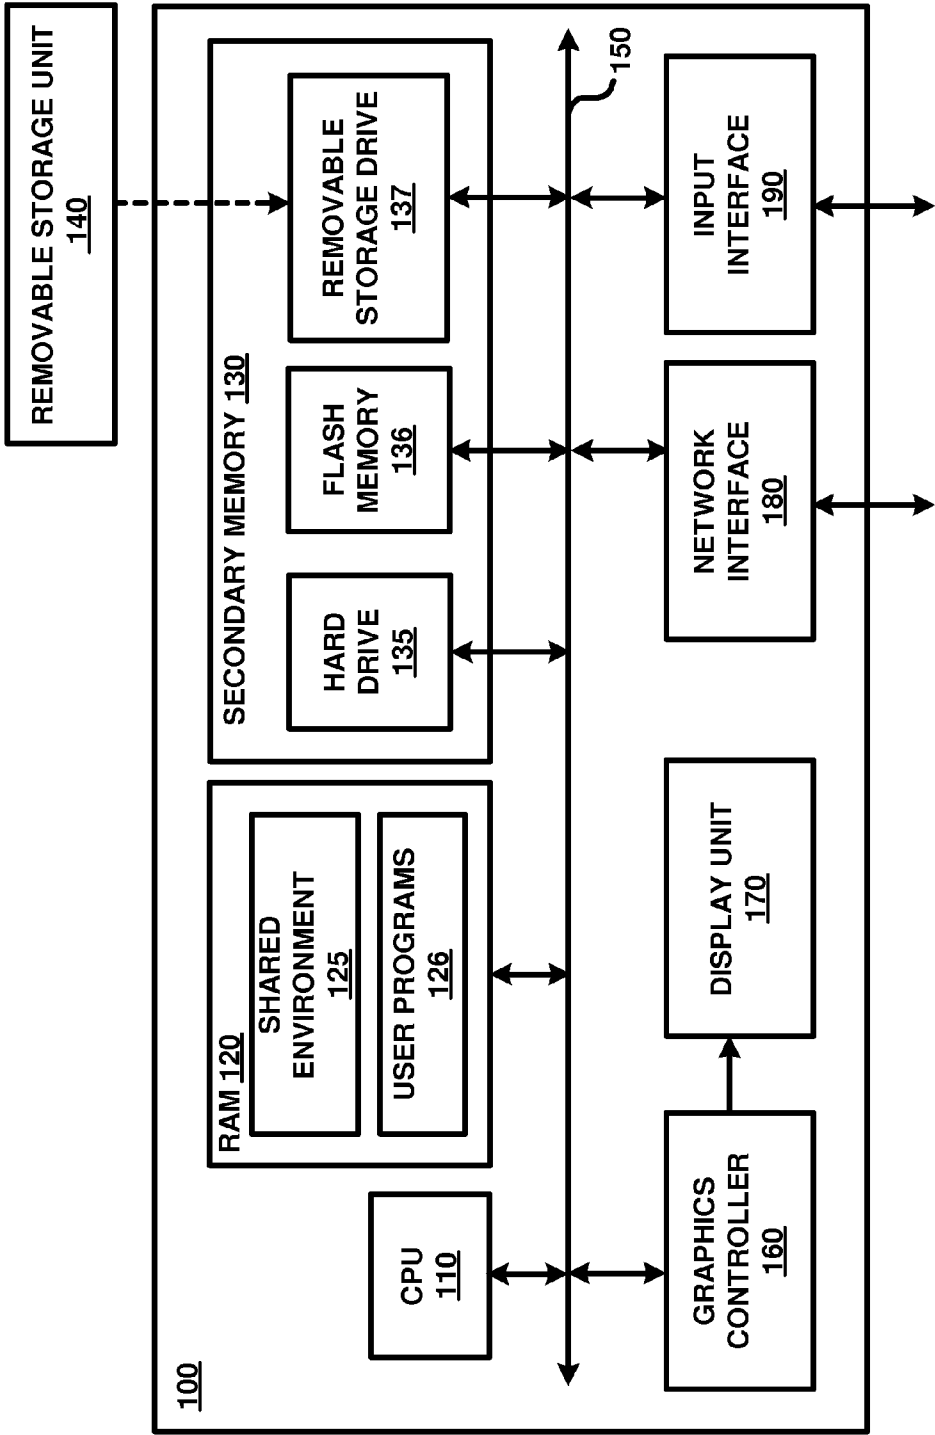 100
CPU
110
RAM 120
SHARED
ENVIRONMENT
125
USER PROGRAMS
126
SECONDARY MEMORY 130
HARD
DRIVE
135
FLASH
MEMORY
136
REMOVABLE
STORAGE DRIVE
137
REMOVABLE STORAGE UNIT
140
150
GRAPHICS
CONTROLLER
160
DISPLAY UNIT
170
NETWORK
INTERFACE
180
INPUT
INTERFACE
190